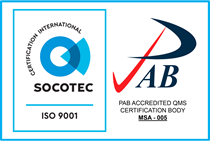 CERTIFICATION INTERNATIONAL
SOCOTEC
ISO 9001
PAB
PAB ACCREDITED QMS
CERTIFICATION BODY
MSA - 005